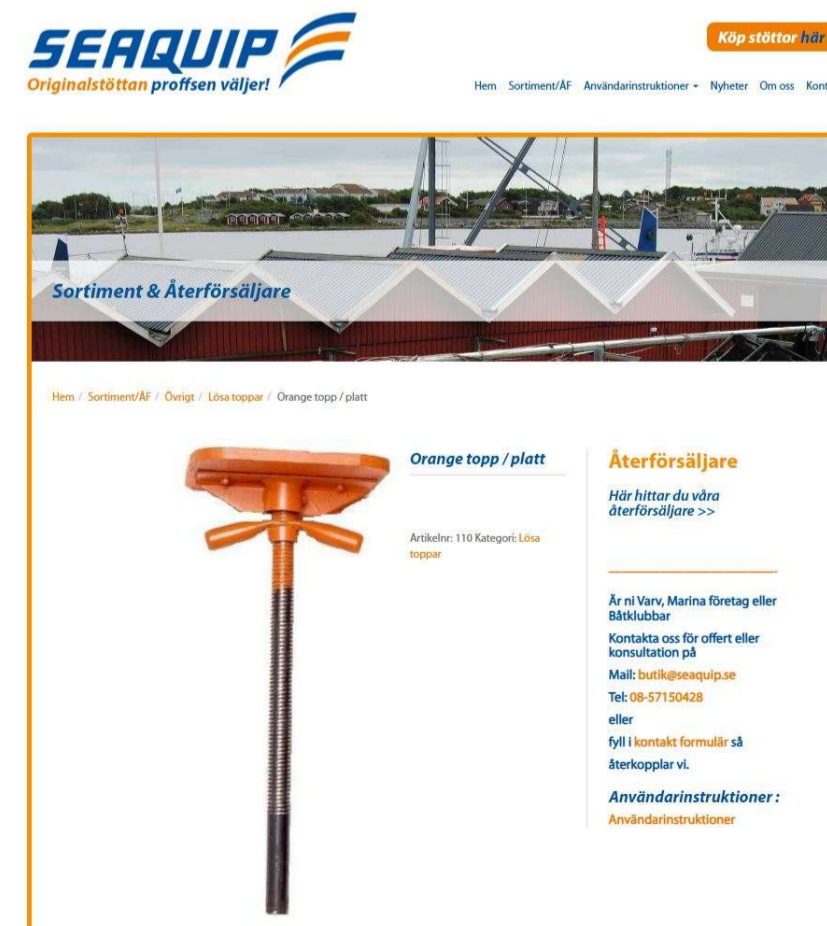 SEAQUIP
Originalstöttan proffsen väljer!
Köp stöttor här
Hem Sortiment/ÅF Användarinstruktioner Nyheter Om oss Kont
Sortiment & Återförsäljare
Hem / Sortiment/ÅF / Övrigt / Lösa toppar / Orange topp / platt
Orange topp / platt
Artikelnr: 110 Kategori: Lösa
toppar
Återförsäljare
Här hittar du våra
återförsäljare >>
Är ni Varv, Marina företag eller
Båtklubbar
Kontakta oss för offert eller
konsultation på
Mail: butik@seaquip.se
Tel: 08-57150428
eller
fyll i kontakt formulär så
återkopplar vi.
Användarinstruktioner :
Användarinstruktioner